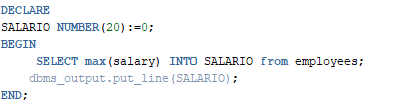 DECLARE
SALARIO NUMBER(20):=0;
BEGIN
SELECT max(salary) INTO SALARIO from employees;
dbms_output.put_line(SALARIO);
END;